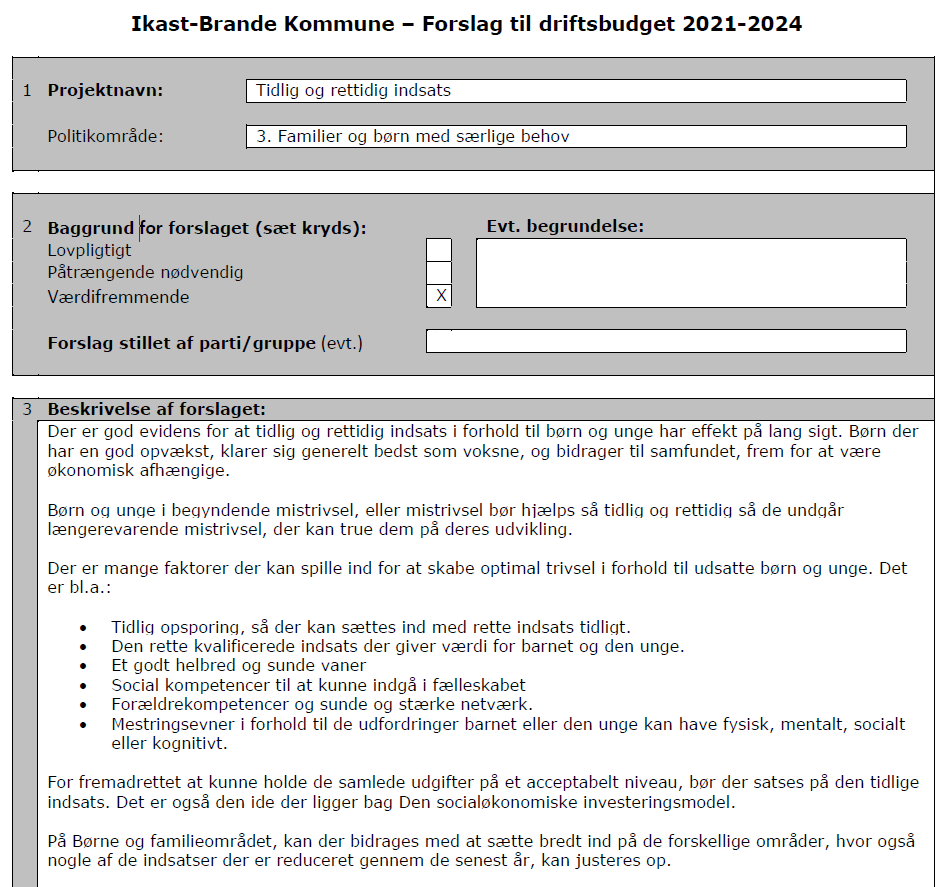 Ikast-Brande Kommune – Forslag til driftsbudget 2021-2024
1 Projektnavn: Tidlig og rettidig indsats
Politikområde: 3. Familier og børn med særlige behov
2 Baggrund for forslaget (sæt kryds): Evt. begrundelse:
Lovpligtigt
Påtrængende nødvendig
Værdifremmende X
Forslag stillet af parti/gruppe (evt.)
3 Beskrivelse af forslaget:
Der er god evidens for at tidlig og rettidig indsats i forhold til børn og unge har effekt på lang sigt. Børn der
har en god opvækst, klarer sig generelt bedst som voksne, og bidrager til samfundet, frem for at være
økonomisk afhængige.
Børn og unge i begyndende mistrivsel, eller mistrivsel bør hjælps så tidlig og rettidig så de undgår
længerevarende mistrivsel, der kan true dem på deres udvikling.
Der er mange faktorer der kan spille ind for at skabe optimal trivsel i forhold til udsatte børn og unge. Det
er bl.a.:
• Tidlig opsporing, så der kan sættes ind med rette indsats tidligt.
• Den rette kvalificerede indsats der giver værdi for barnet og den unge.
• Et godt helbred og sunde vaner
• Social kompetencer til at kunne indgå i fælleskabet
• Forældrekompetencer og sunde og stærke netværk.
• Mestringsevner i forhold til de udfordringer barnet eller den unge kan have fysisk, mentalt, socialt
eller kognitivt.
For fremadrettet at kunne holde de samlede udgifter på et acceptabelt niveau, bør der satses på den tidlige
indsats. Det er også den ide der ligger bag Den socialøkonomiske investeringsmodel.
På Børne og familieområdet, kan der bidrages med at sætte bredt ind på de forskellige områder, hvor også
nogle af de indsatser der er reduceret gennem de senest år, kan justeres op.